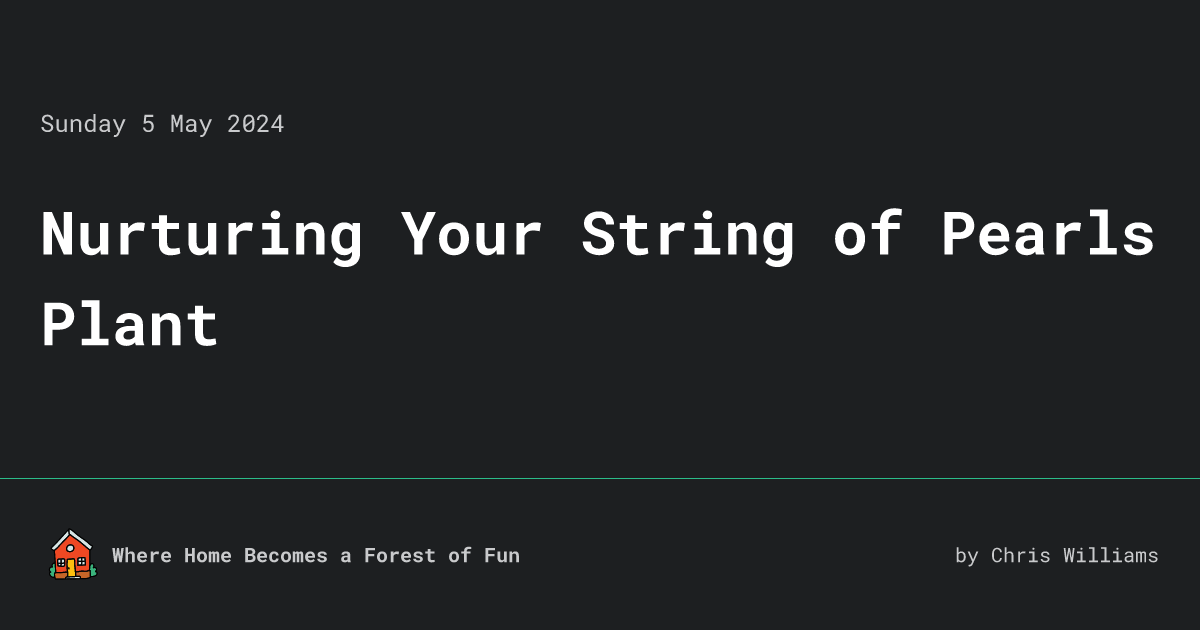 Sunday 5 May 2024
Nurturing Your String of Pearls
Plant
Where Home Becomes a Forest of Fun
by Chris Williams